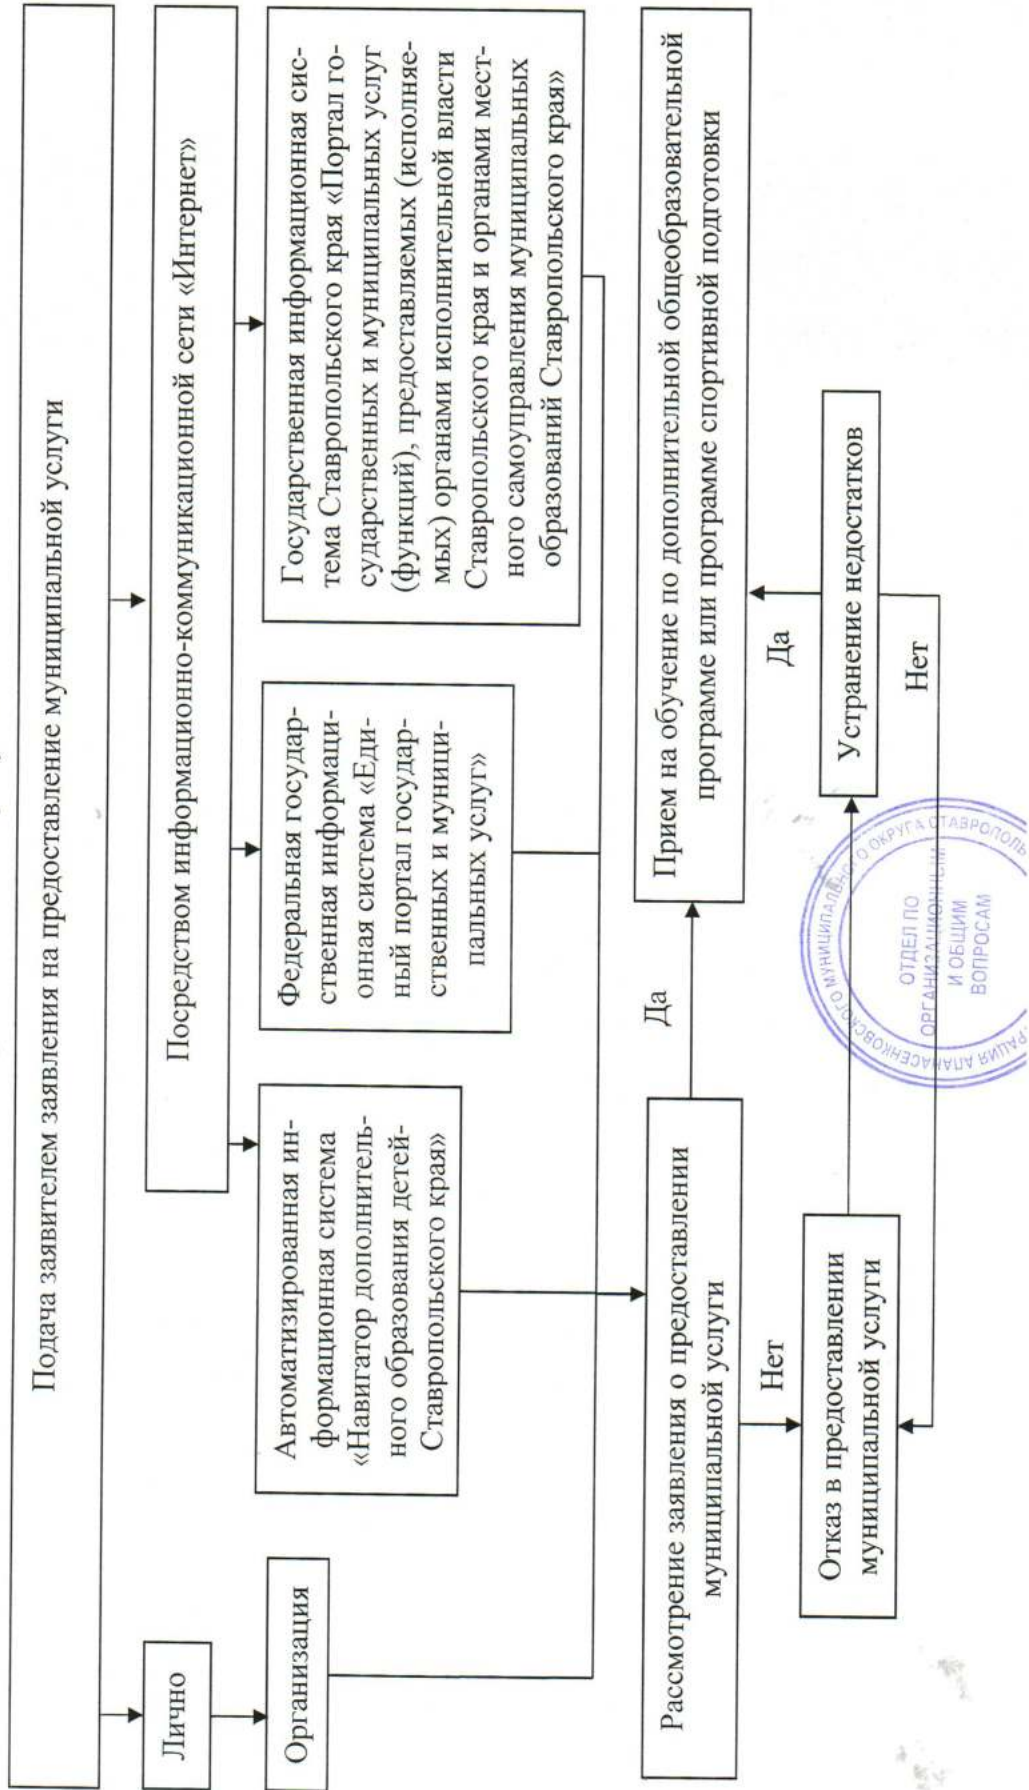 Подача заявителем заявления на предоставление муниципальной услуги
Лично
Посредством информационно-коммуникационной сети «Интернет»
Организация
Автоматизированная ин-
формационная система
«Навигатор дополнитель-
ного образования детей-
Ставропольского края»
Федеральная государ-
ственная информаци-
онная система «Еди-
ный портал государ-
ственных и муници-
пальных услуг»
Государственная информационная сис-
тема Ставропольского края «Портал го-
сударственных и муниципальных услуг
(функций), предоставляемых (исполняе-
мых) органами исполнительной власти
Ставропольского края и органами мест-
ного самоуправления муниципальных
образований Ставропольского края»
Рассмотрение заявления о предоставлении
муниципальной услуги
Да
Прием на обучение по дополнительной общеобразовательной
программе или программе спортивной подготовки
Нет
Да
Отказ в предоставлении
муниципальной услуги
Устранение недостатков
Нет
АПАНАСЕНКОВСКОГО МУНИЦИПАЛЬНОГО ОКРУГА
ОТДЕЛ ПО
ОРГАНИЗАЦИОННЫМ
И ОБЩИМ
ВОПРОСАМ